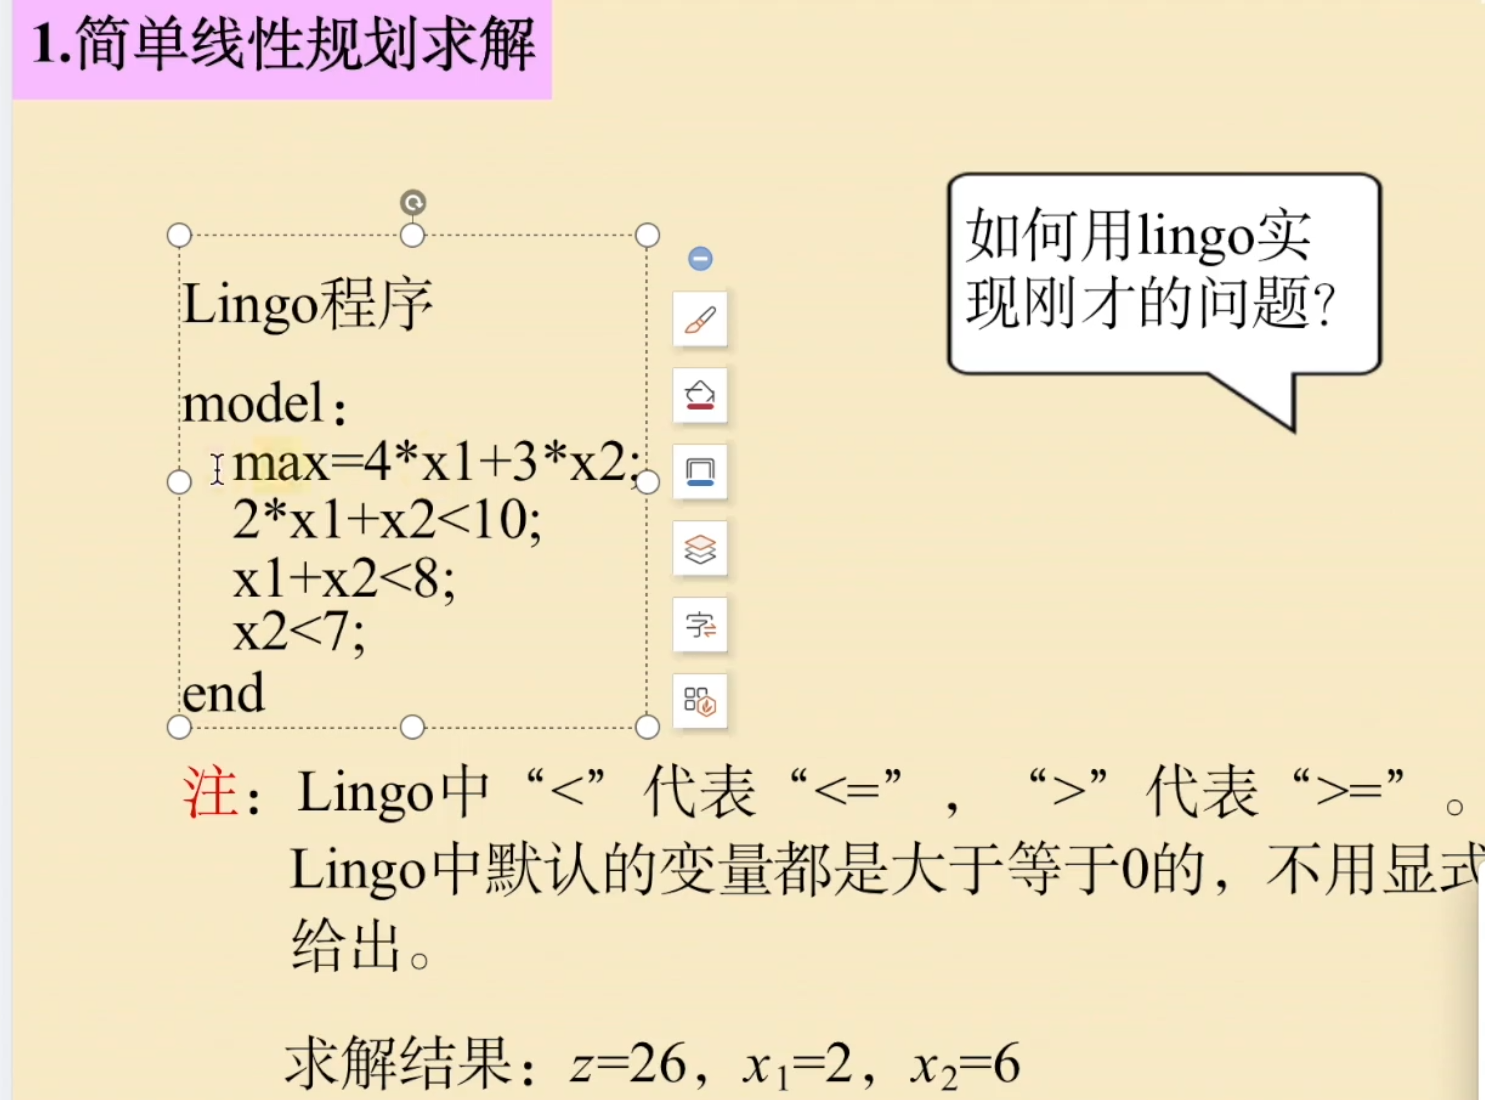 1.简单线性规划求解
如何用lingo实
现刚才的问题?
Lingo程序
model：
max=4*x1+3*x2;
2*x1+x2<10;
x1+x2<8;
x2<7;
end
字
注：Lingo中“<”代表“<=”，“>”代表“>=”。
Lingo中默认的变量都是大于等于0的，不用显式
给出。
求解结果：z=26，x₁=2，x₂=6